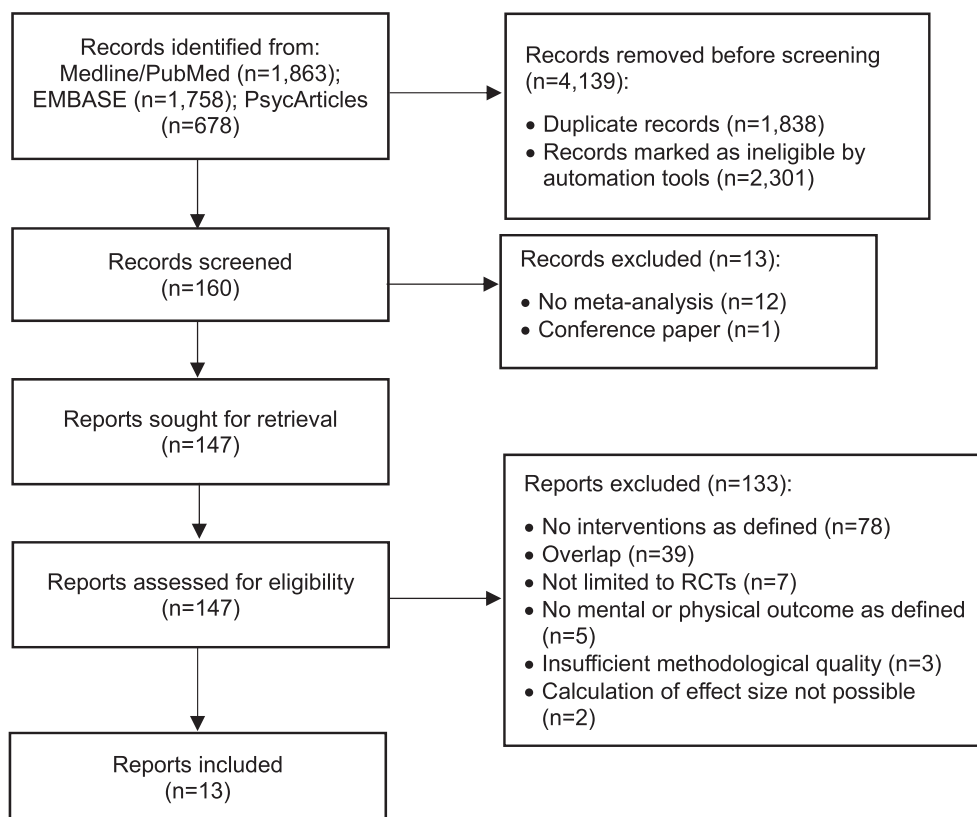 Records identified from:
Medline/PubMed (n=1,863);
EMBASE (n=1,758); PsycArticles
(n=678)
Records removed before screening
(n=4,139):
• Duplicate records (n=1,838)
• Records marked as ineligible by
automation tools (n=2,301)
Records screened
(n=160)
Records excluded (n=13):
• No meta-analysis (n=12)
• Conference paper (n=1)
Reports sought for retrieval
(n=147)
Reports assessed for eligibility
(n=147)
Reports excluded (n=133):
• No interventions as defined (n=78)
• Overlap (n=39)
• Not limited to RCTs (n=7)
• No mental or physical outcome as defined
(n=5)
• Insufficient methodological quality (n=3)
• Calculation of effect size not possible
(n=2)
Reports included
(n=13)